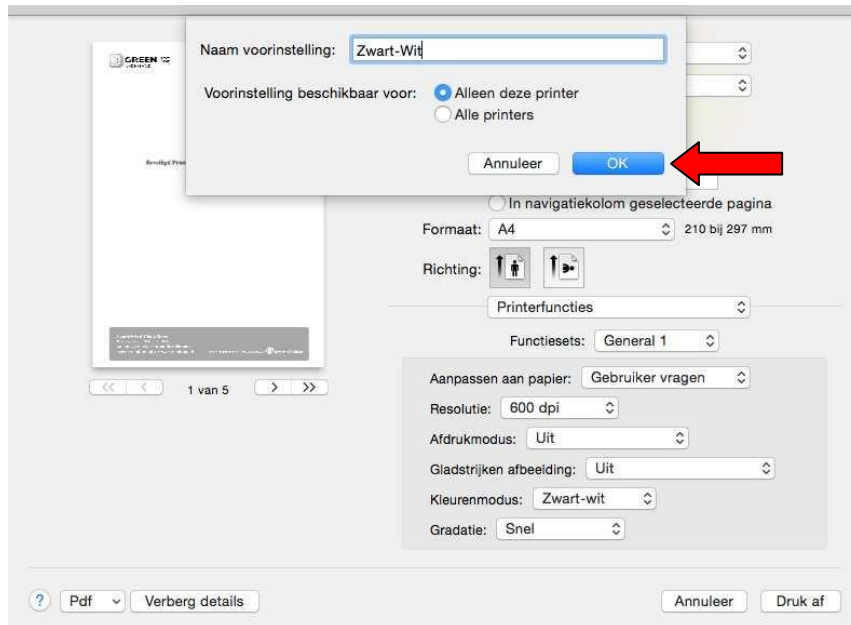 Naam voorinstelling: Zwart-Wit
Voorinstelling beschikbaar voor: Alleen deze printer
Alle printers
Annuleer OK
GREEN
Beveiligd
In navigatiekolom geselecteerde pagina
Formaat: A4 210 bij 297 mm
Richting:
Printerfuncties
Functiesets: General 1
1 van 5
Aanpassen aan papier: Gebruiker vragen
Resolutie: 600 dpi
Afdrukmodus: Uit
Gladstrijken afbeelding: Uit
Kleurenmodus: Zwart-wit
Gradatie: Snel
? Pdf Verberg details Annuleer Druk af